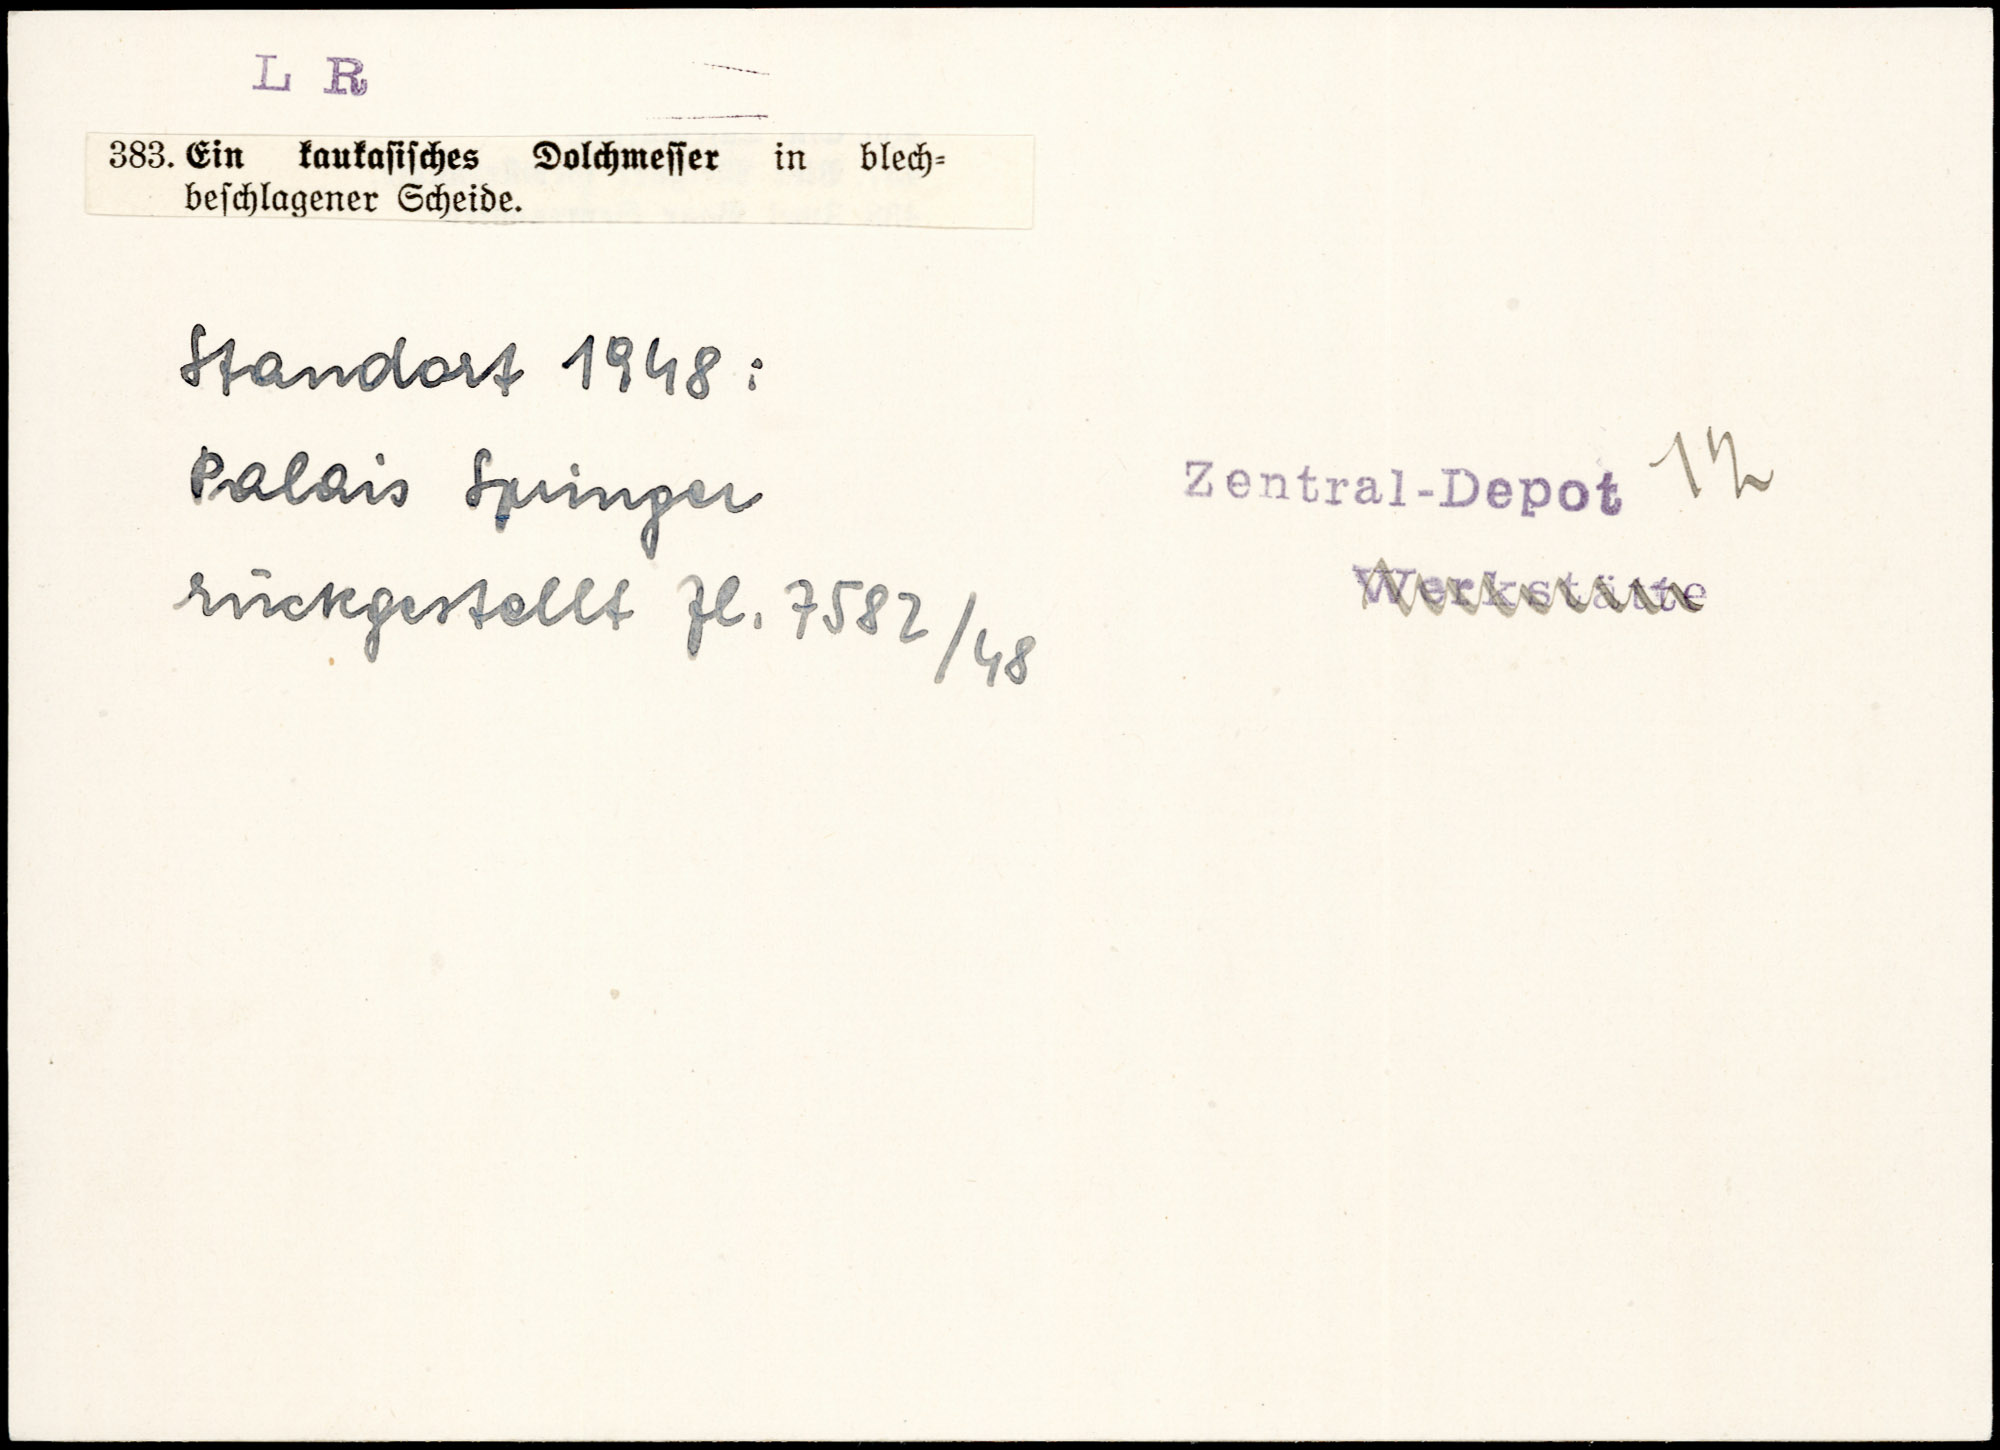 L R
383. Ein kaukasisches Dolchmesser in blech-
beschlagener Scheide.
Standort 1948:
Palais Springer
rückgestellt Zl. 7582/48
Zentral-Depot 12
Werkstätte